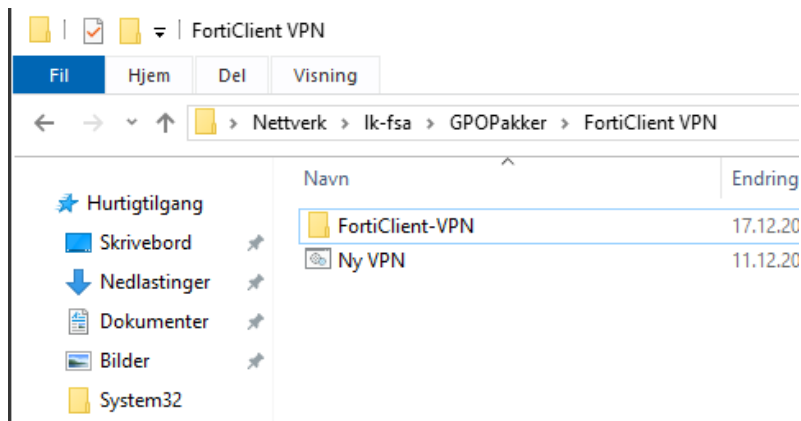 FortiClient VPN
Fil Hjem Del Visning
Nettverk > lk-fsa > GPOPakker > FortiClient VPN
Navn Endring
Hurtigtilgang
FortiClient-VPN 17.12.20
Skrivebord
Ny VPN 11.12.20
Nedlastinger
Dokumenter
Bilder
System32